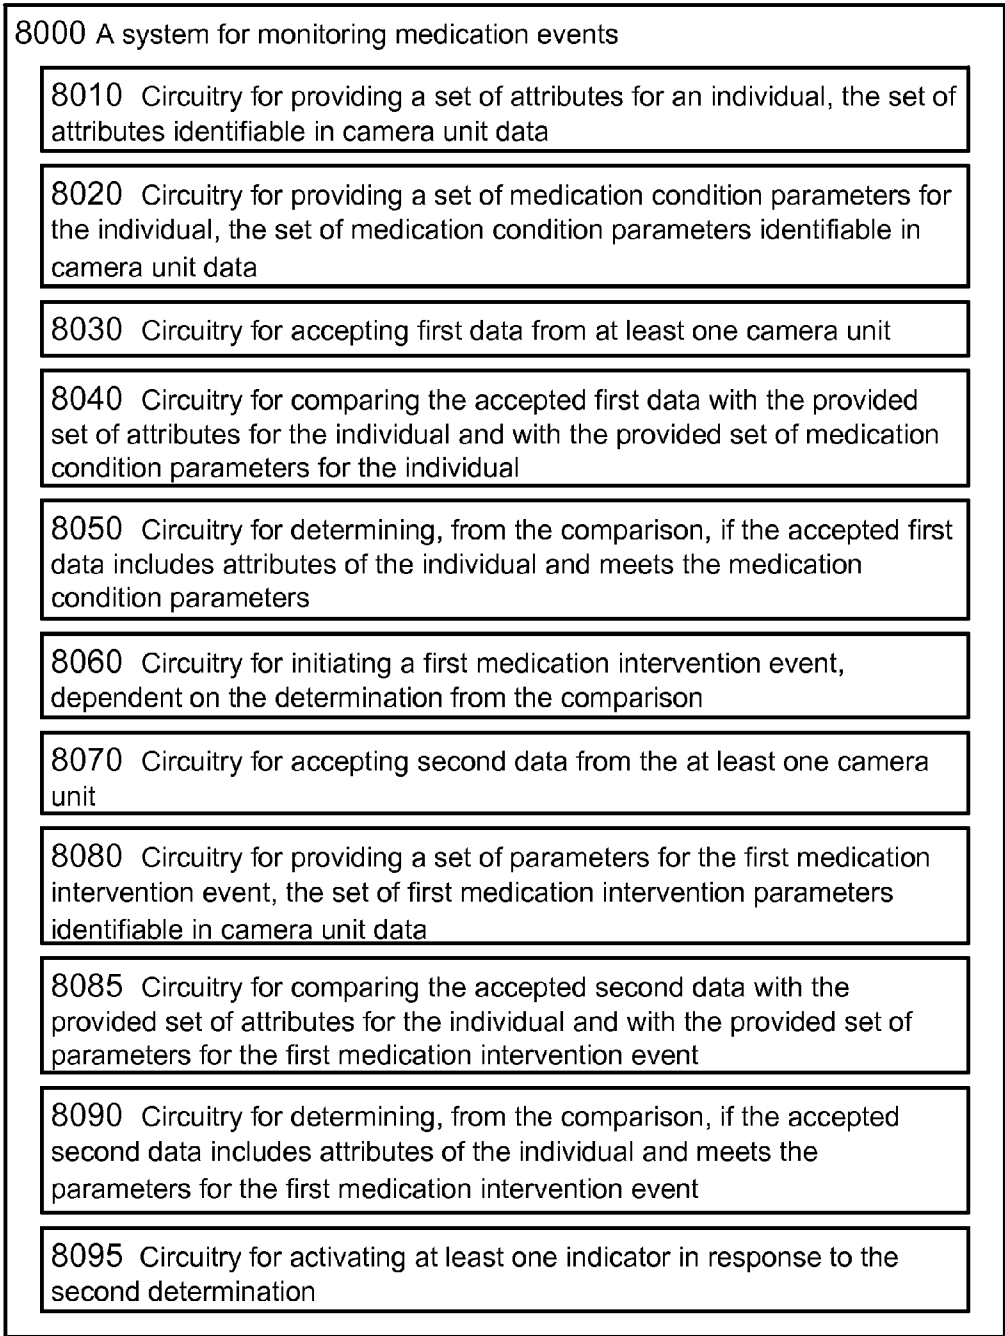 8000 A system for monitoring medication events
8010 Circuitry for providing a set of attributes for an individual, the set of
attributes identifiable in camera unit data
8020 Circuitry for providing a set of medication condition parameters for
the individual, the set of medication condition parameters identifiable in
camera unit data
8030 Circuitry for accepting first data from at least one camera unit
8040 Circuitry for comparing the accepted first data with the provided
set of attributes for the individual and with the provided set of medication
condition parameters for the individual
8050 Circuitry for determining, from the comparison, if the accepted first
data includes attributes of the individual and meets the medication
condition parameters
8060 Circuitry for initiating a first medication intervention event,
dependent on the determination from the comparison
8070 Circuitry for accepting second data from the at least one camera
unit
8080 Circuitry for providing a set of parameters for the first medication
intervention event, the set of first medication intervention parameters
identifiable in camera unit data
8085 Circuitry for comparing the accepted second data with the
provided set of attributes for the individual and with the provided set of
parameters for the first medication intervention event
8090 Circuitry for determining, from the comparison, if the accepted
second data includes attributes of the individual and meets the
parameters for the first medication intervention event
8095 Circuitry for activating at least one indicator in response to the
second determination